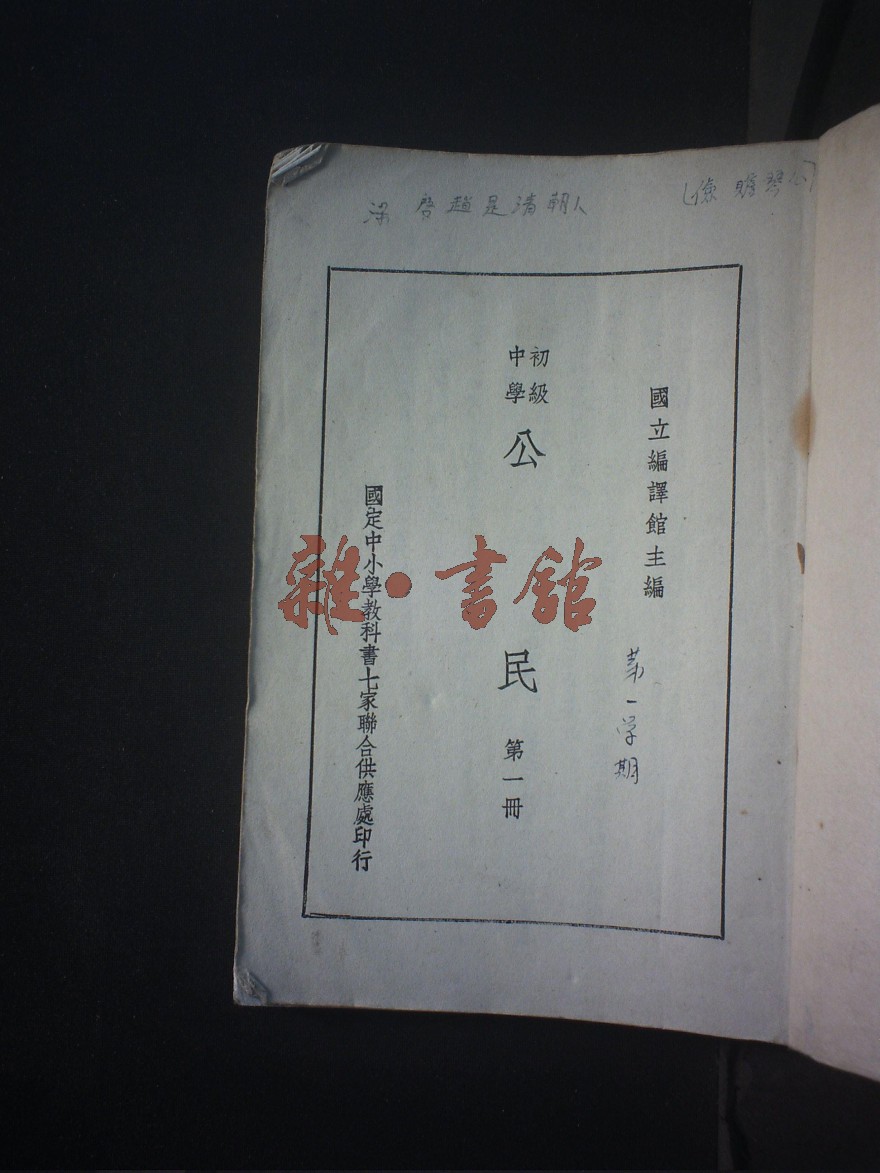 梁啓趙是清朝人
國立編譯館主編
第一学期
初級
中學
公民
第一冊
國定中小學教科書七家聯合供應處印行
雜·書館